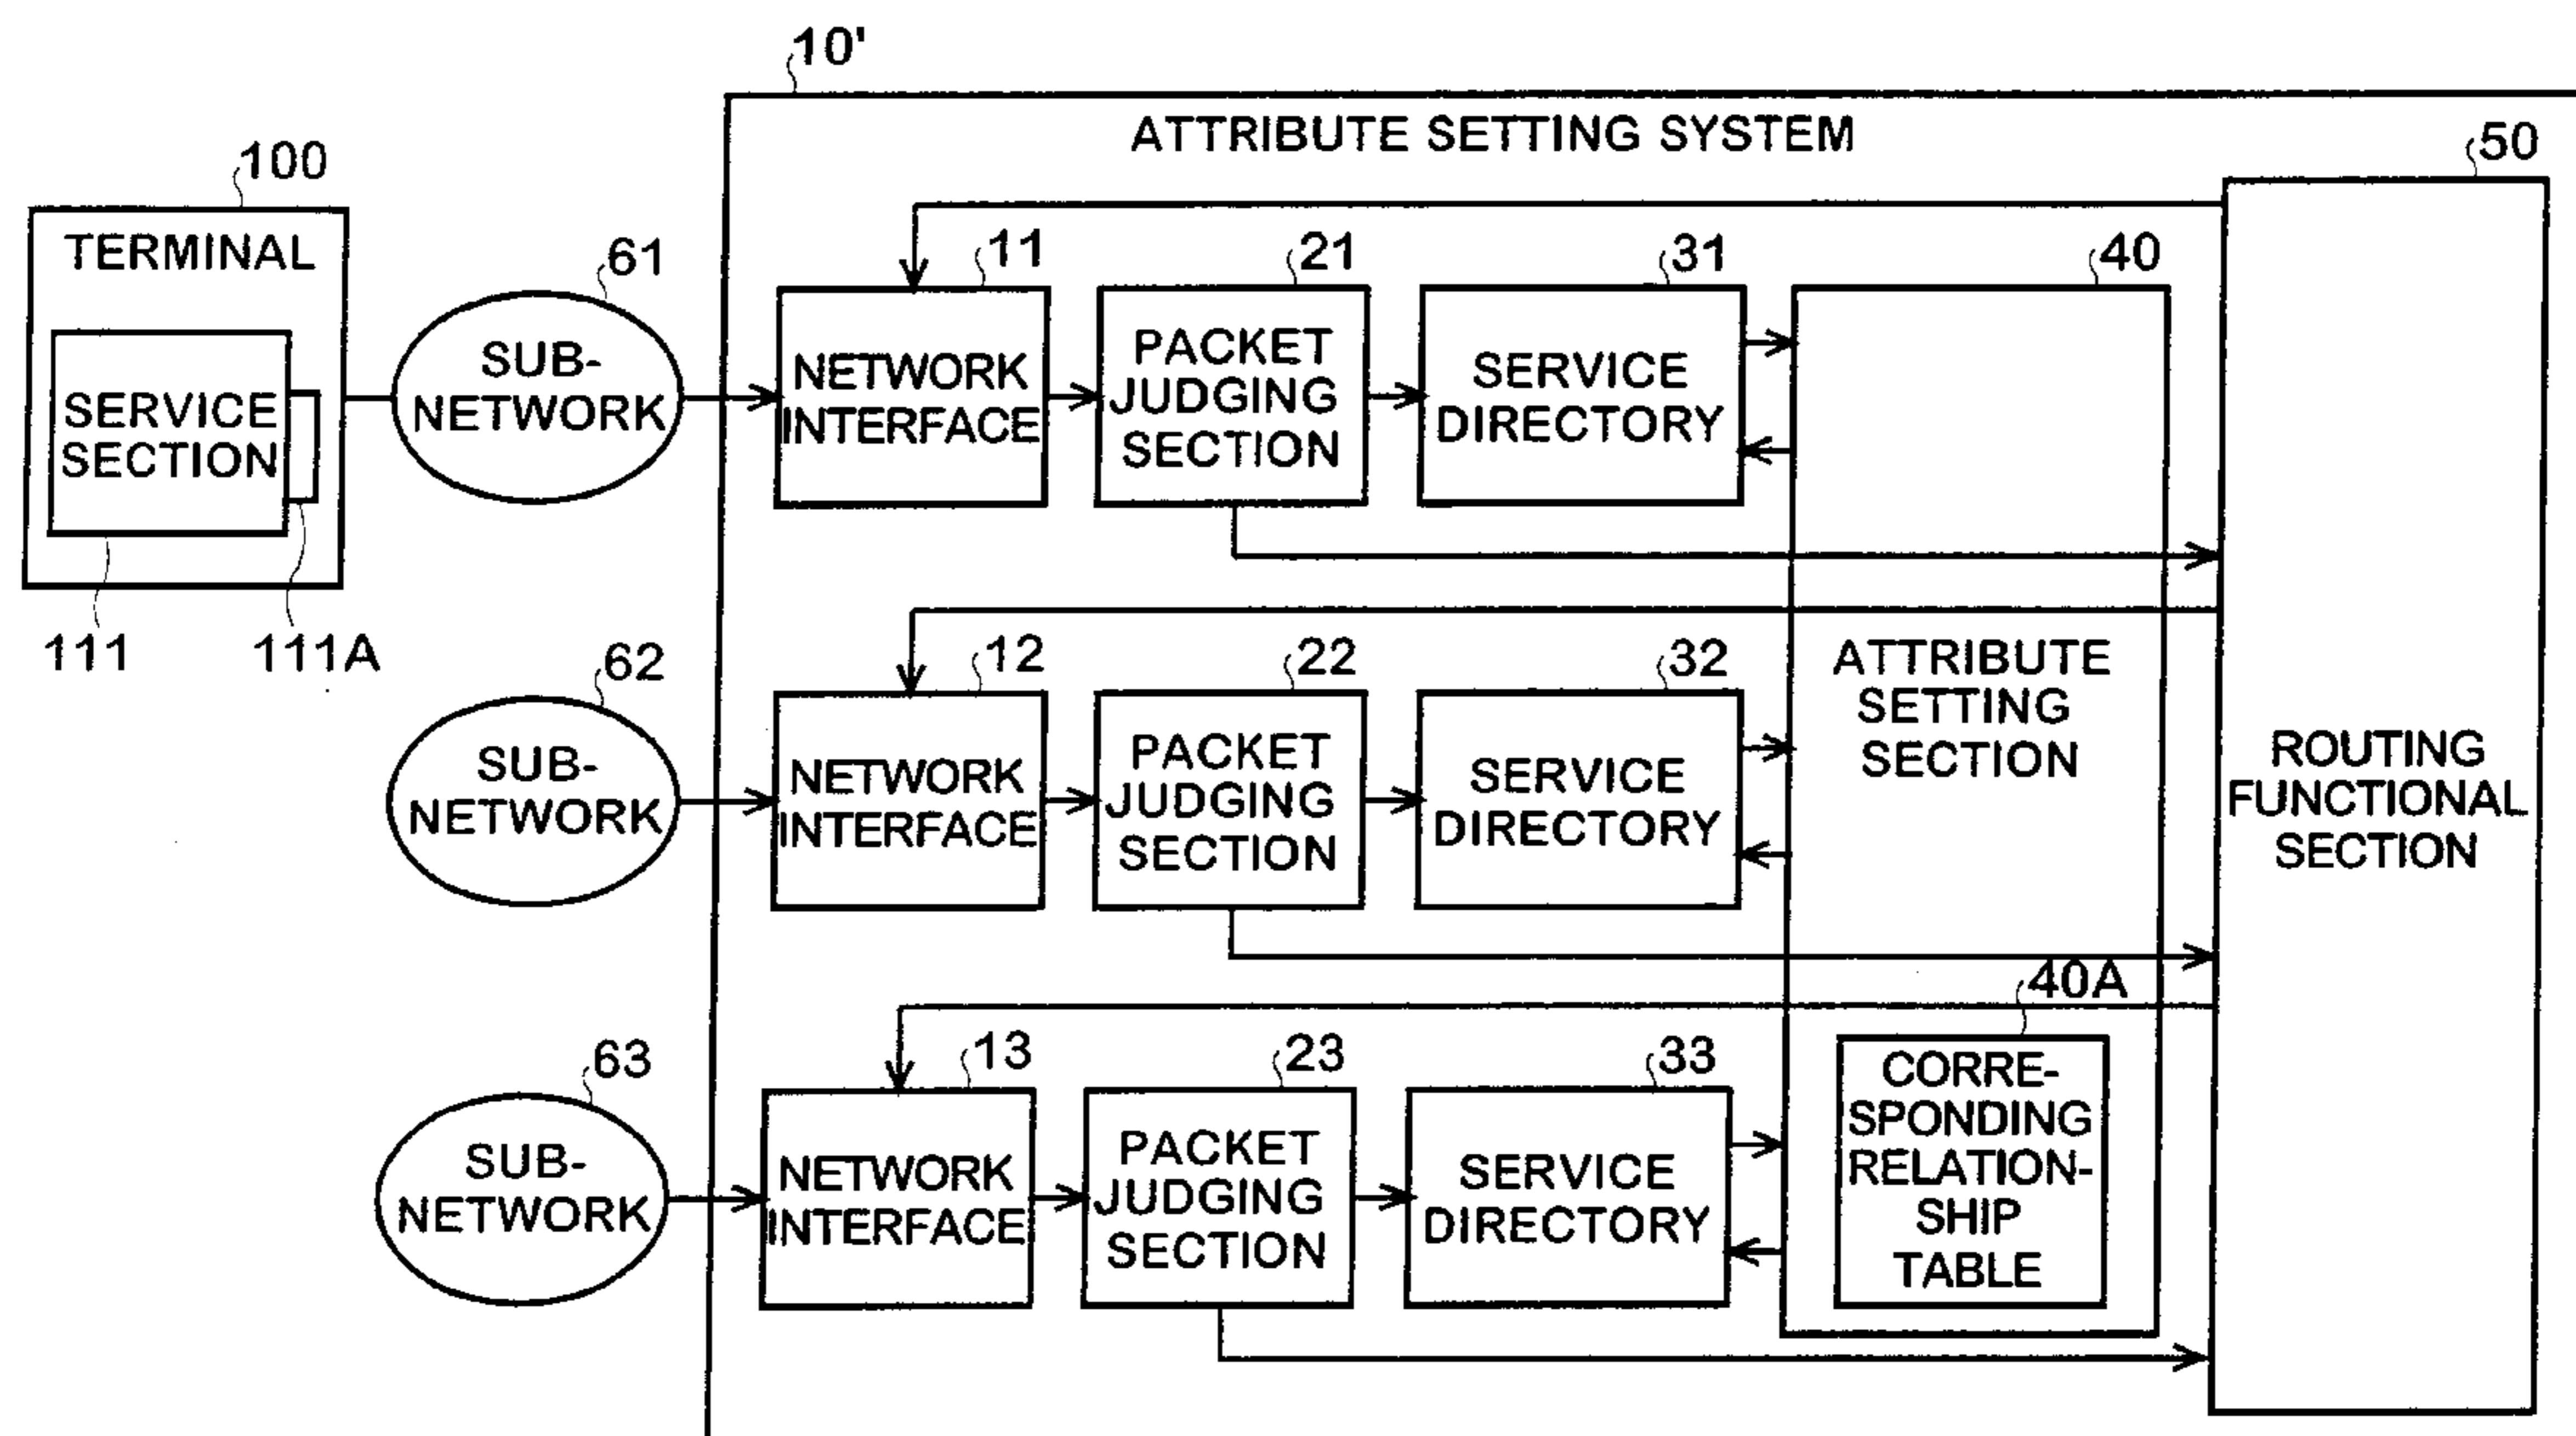 10'
ATTRIBUTE SETTING SYSTEM
50
100
TERMINAL
SERVICE
SECTION
111
111A
61
SUB-
NETWORK
11
NETWORK
INTERFACE
21
PACKET
JUDGING
SECTION
31
SERVICE
DIRECTORY
40
ATTRIBUTE
SETTING
SECTION
ROUTING
FUNCTIONAL
SECTION
62
SUB-
NETWORK
12
NETWORK
INTERFACE
22
PACKET
JUDGING
SECTION
32
SERVICE
DIRECTORY
40A
CORRE-
SPONDING
RELATION-
SHIP
TABLE
63
SUB-
NETWORK
13
NETWORK
INTERFACE
23
PACKET
JUDGING
SECTION
33
SERVICE
DIRECTORY